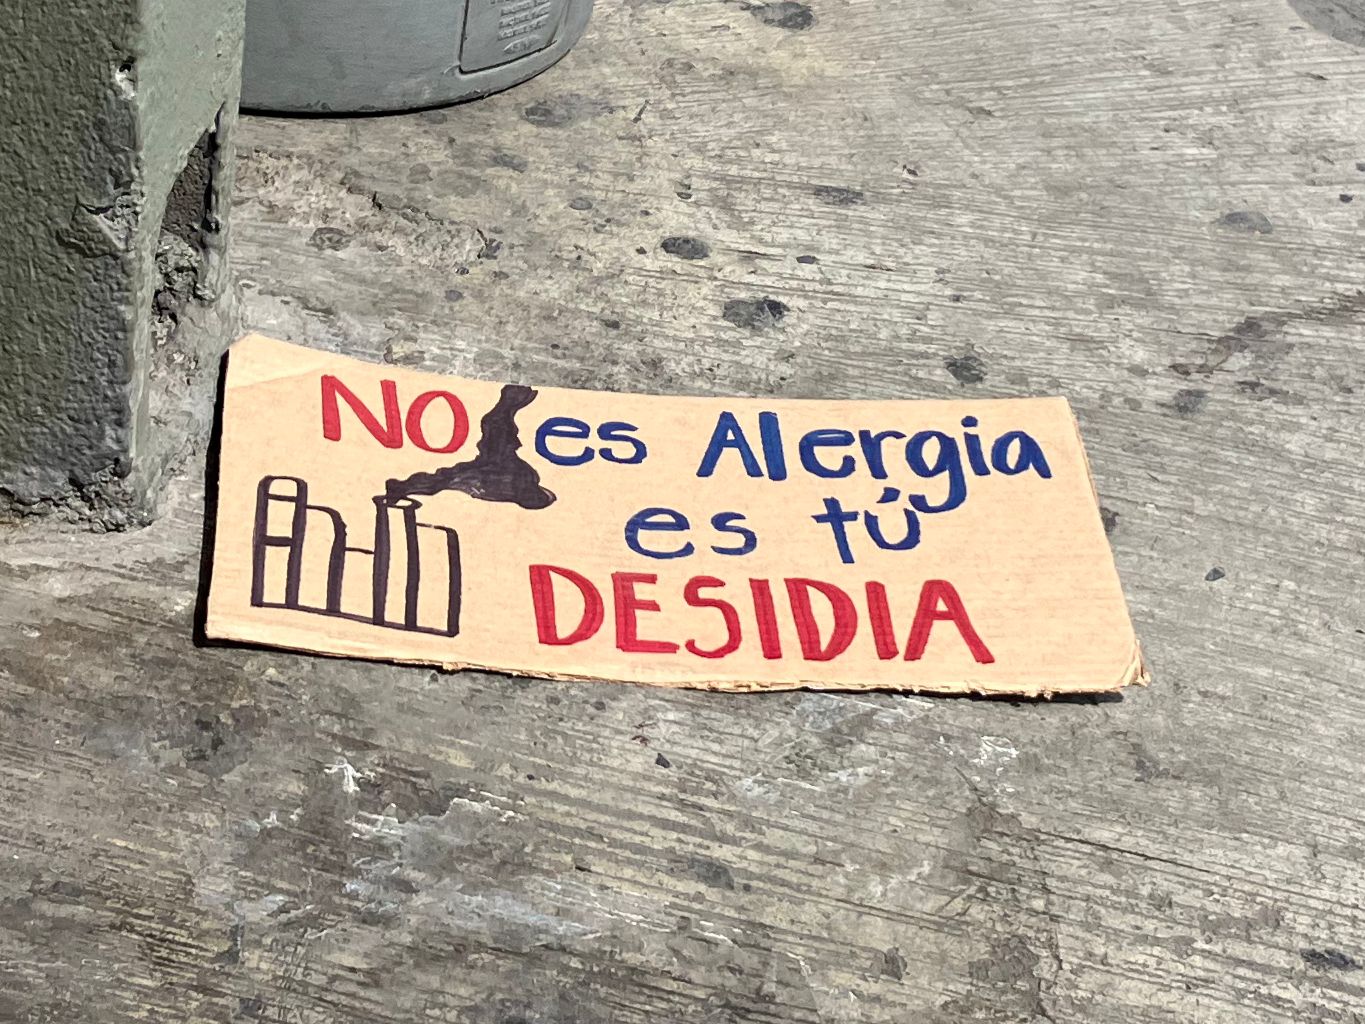 NO es Alergia
es tú
DESIDIA